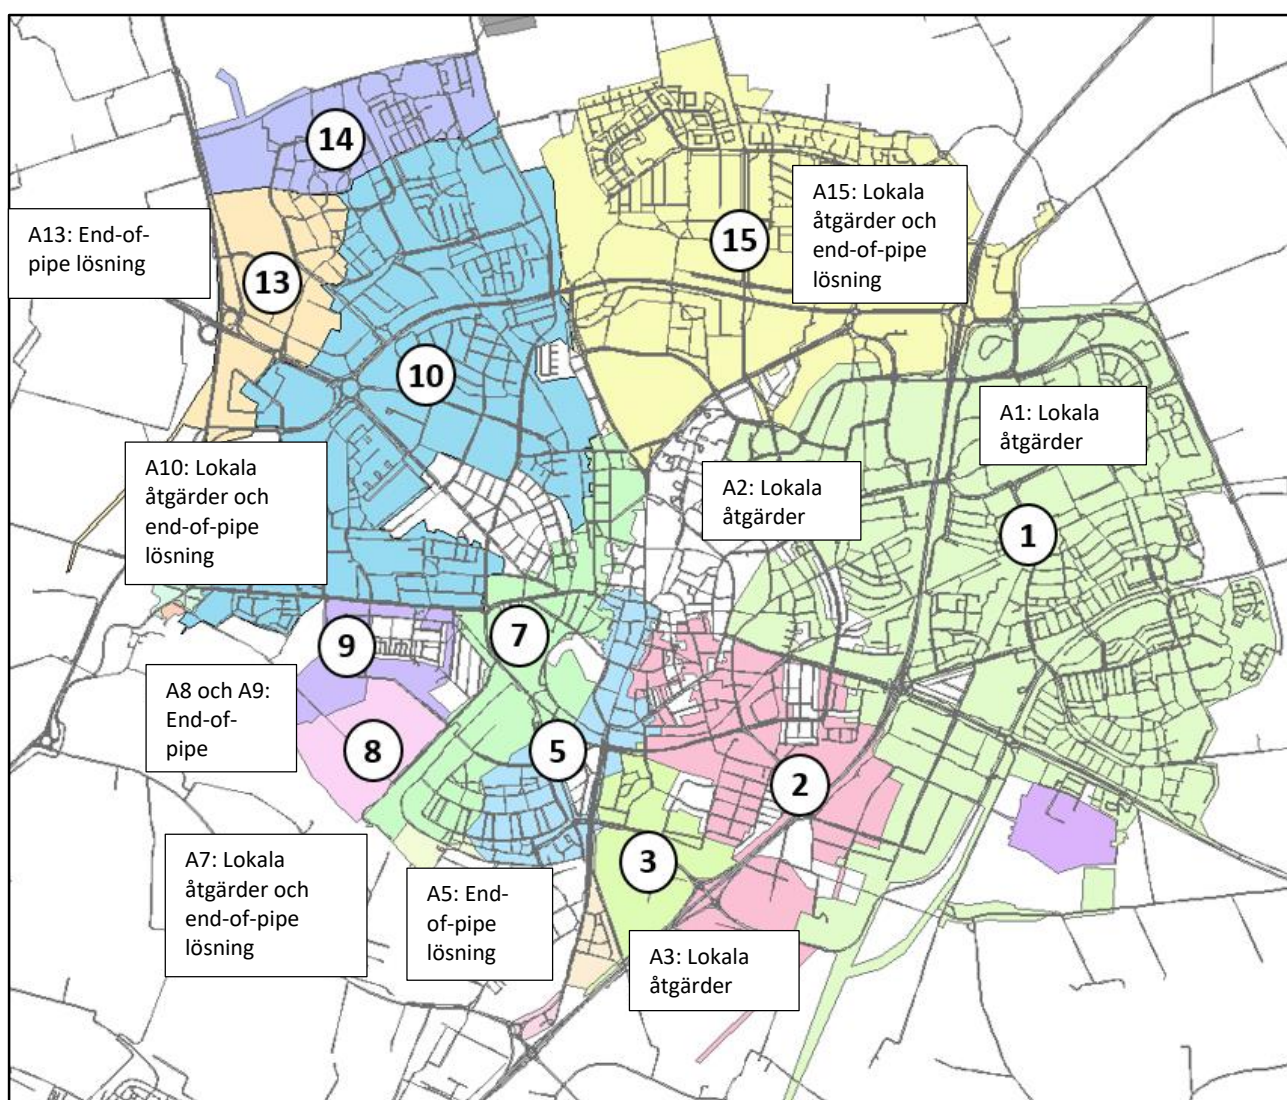 14
A15: Lokala
åtgärder och
end-of-pipe
lösning
A13: End-of-
pipe lösning
15
13
10
A1: Lokala
åtgärder
A10: Lokala
åtgärder och
end-of-pipe
lösning
A2: Lokala
åtgärder
1
7
9
A8 och A9:
End-of-
pipe
8
5
2
A7: Lokala
åtgärder och
end-of-pipe
lösning
3
A5: End-
of-pipe
lösning
A3: Lokala
åtgärder